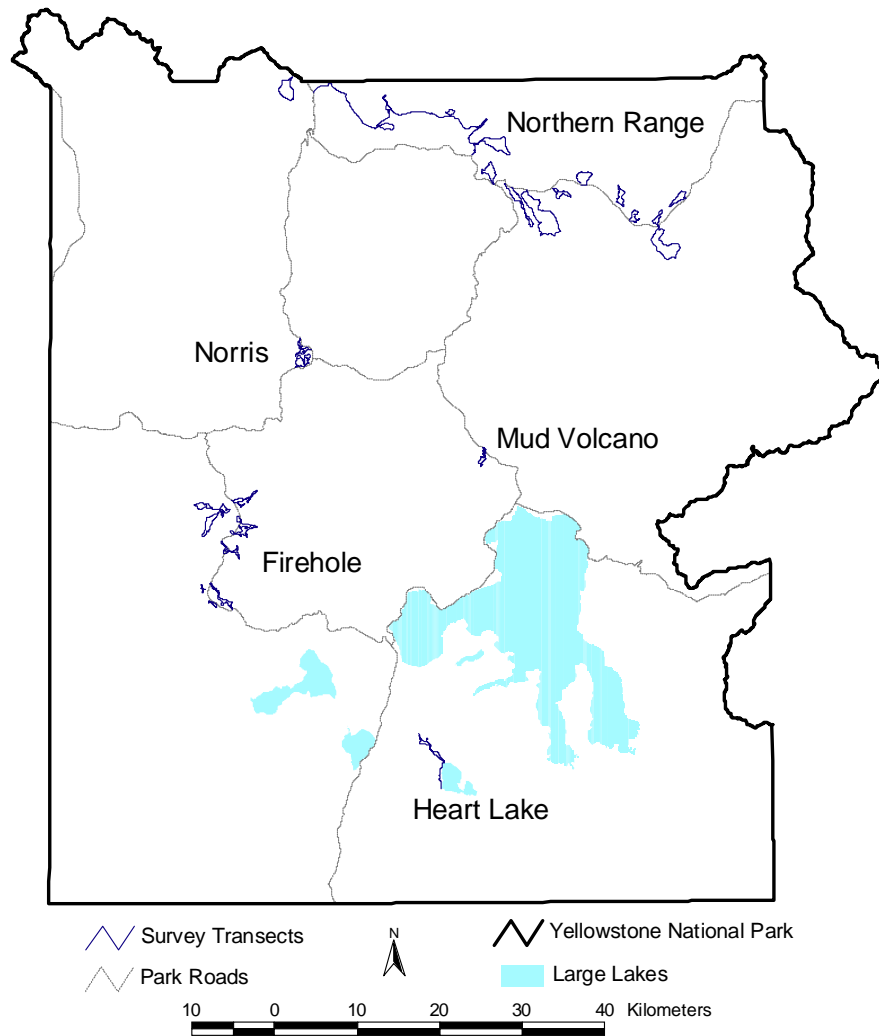 Northern Range
Norris
Mud Volcano
Firehole
Heart Lake
Survey Transects
N
Yellowstone National Park
Park Roads
Large Lakes
10 0 10 20 30 40 Kilometers